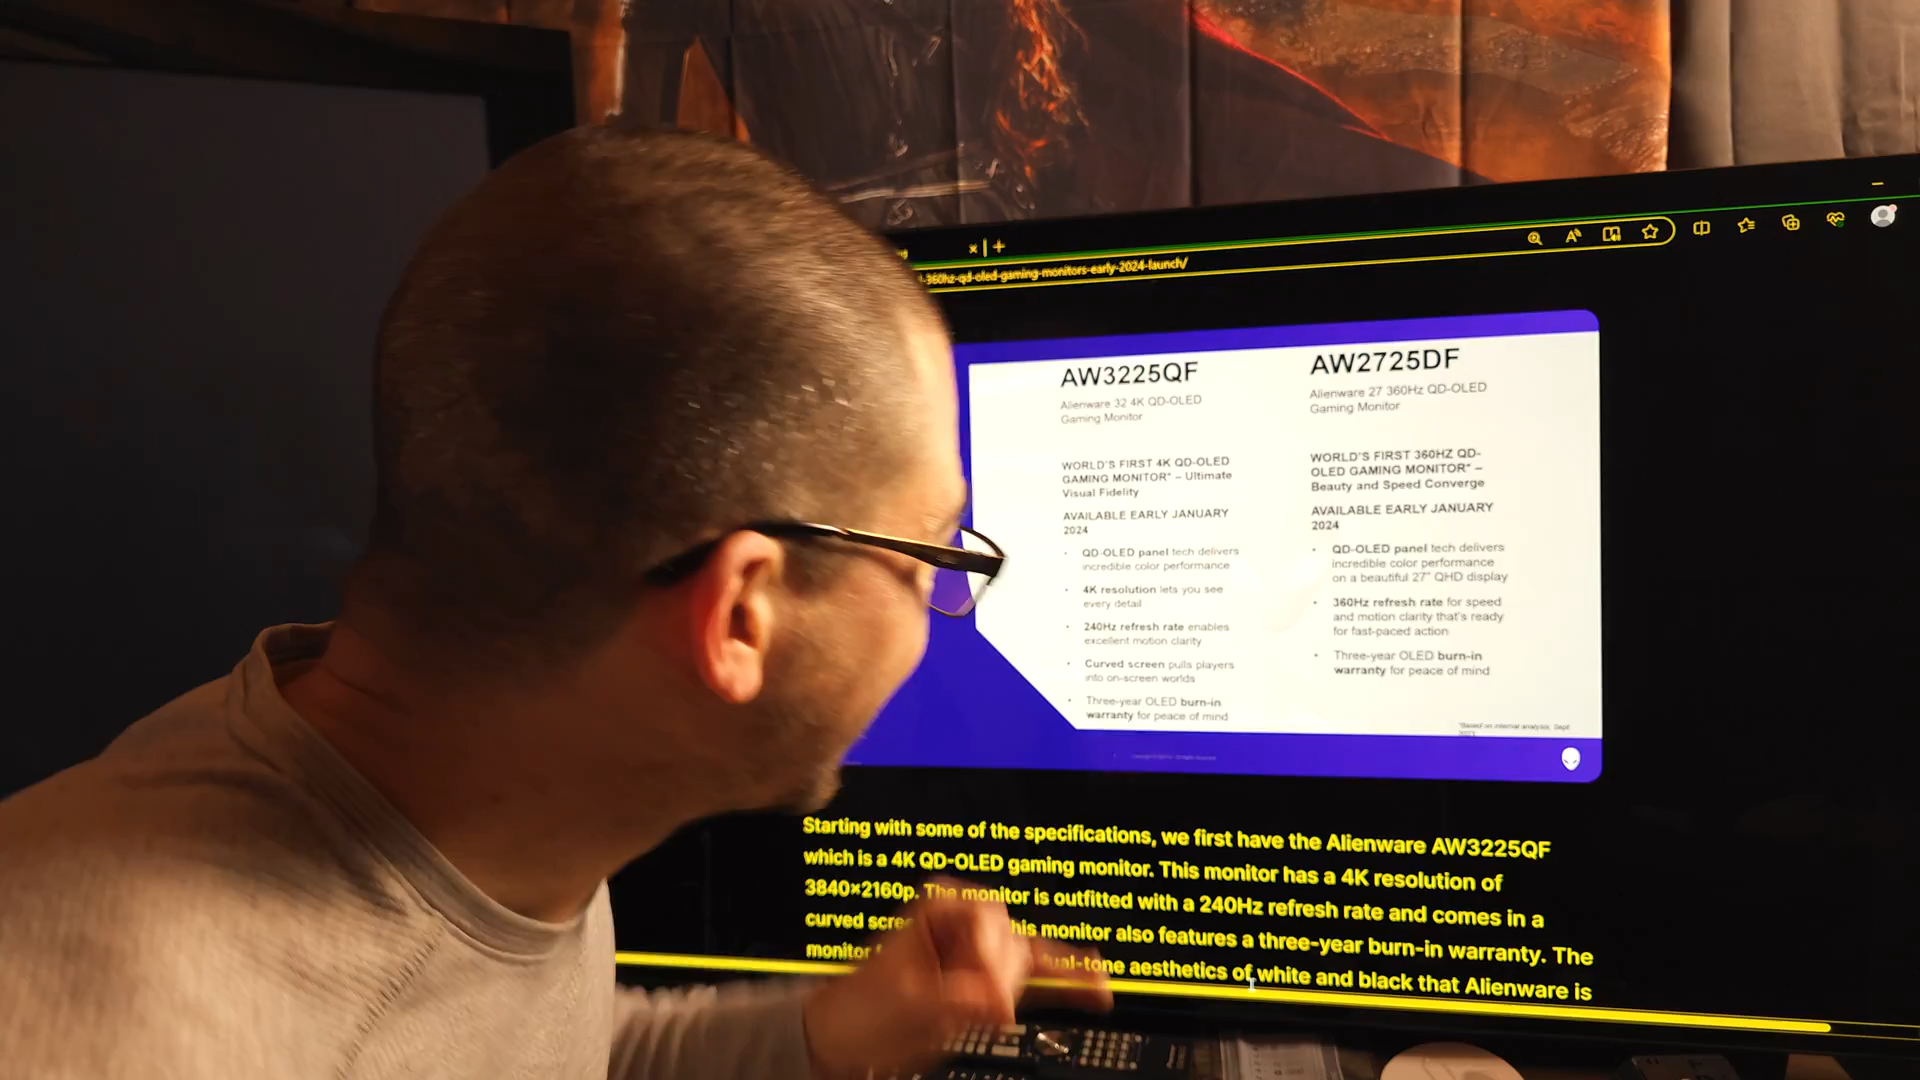 -360hz-qd-oled-gaming-monitors-early-2024-launch/
AW3225QF
Alienware 32 4K QD-OLED
Gaming Monitor
WORLD'S FIRST 4K QD-OLED
GAMING MONITOR* – Ultimate
Visual Fidelity
AVAILABLE EARLY JANUARY
2024
· QD-OLED panel tech delivers
incredible color performance
· 4K resolution lets you see
every detail
· 240Hz refresh rate enables
excellent motion clarity
· Curved screen pulls players
into on-screen worlds
· Three-year OLED burn-in
warranty for peace of mind
AW2725DF
Alienware 27 360Hz QD-OLED
Gaming Monitor
WORLD'S FIRST 360HZ QD-
OLED GAMING MONITOR* –
Beauty and Speed Converge
AVAILABLE EARLY JANUARY
2024
· QD-OLED panel tech delivers
incredible color performance
on a beautiful 27" QHD display
· 360Hz refresh rate for speed
and motion clarity that's ready
for fast-paced action
· Three-year OLED burn-in
warranty for peace of mind
*Based on internal analysis, Sept
Starting with some of the specifications, we first have the Alienware AW3225QF
which is a 4K QD-OLED gaming monitor. This monitor has a 4K resolution of
3840×2160p. The monitor is outfitted with a 240Hz refresh rate and comes in a
curved his monitor also features a three-year burn-in warranty. The
monitor dual-tone aesthetics of white and black that Alienware is